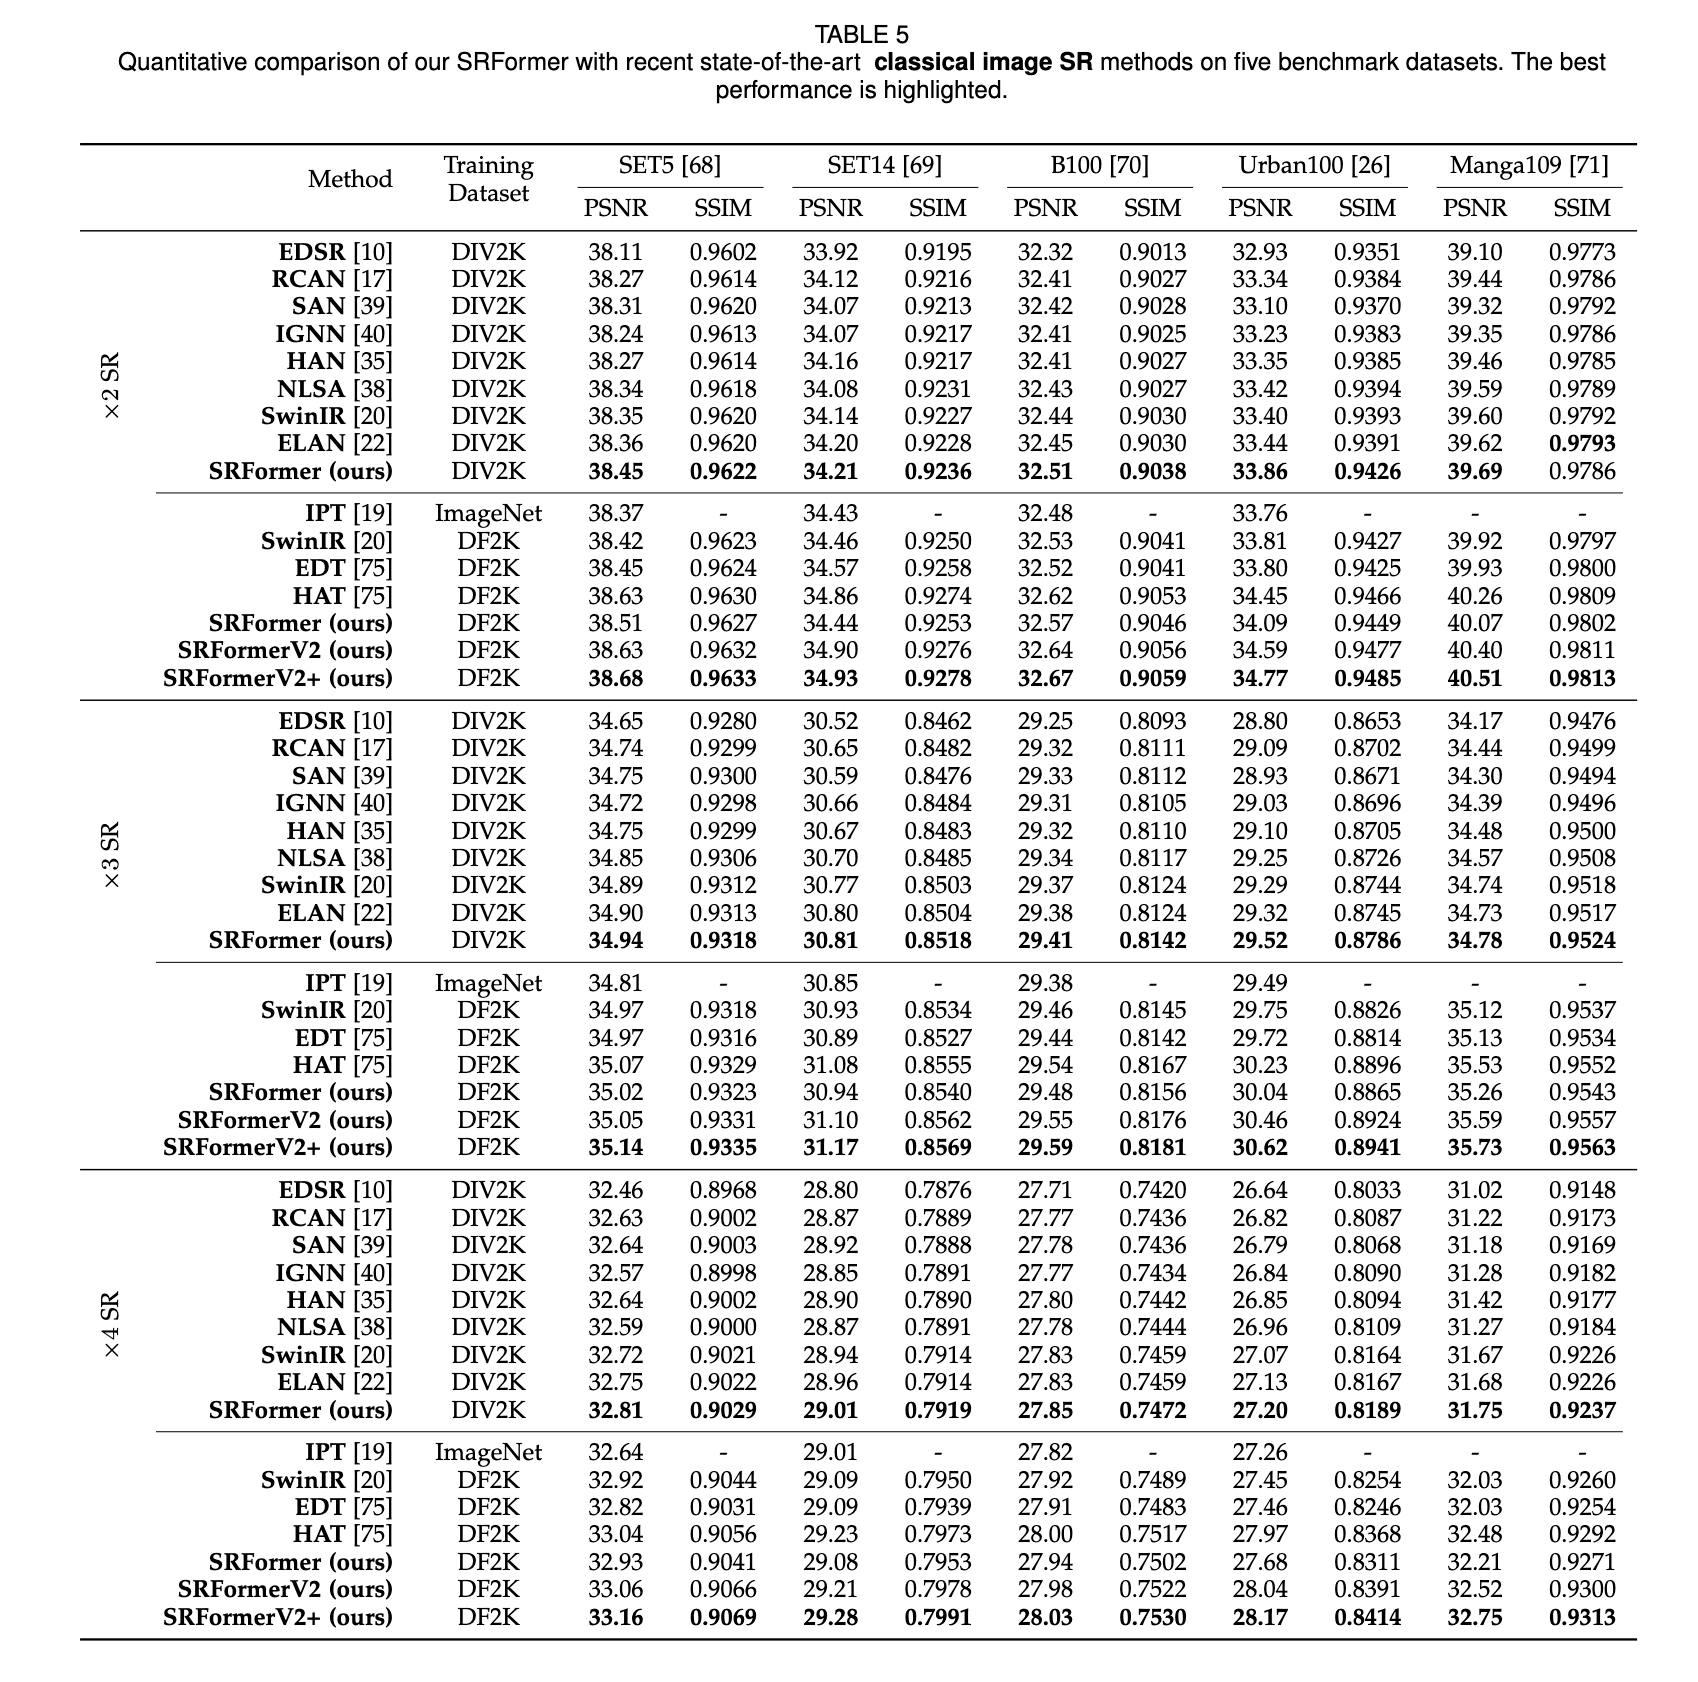 TABLE 5
Quantitative comparison of our SRFormer with recent state-of-the-art classical image SR methods on five benchmark datasets. The best
performance is highlighted.
Method Training Dataset SET5 [68] SET14 [69] B100 [70] Urban100 [26] Manga109 [71]
PSNR SSIM PSNR SSIM PSNR SSIM PSNR SSIM PSNR SSIM
×2 SR
EDSR [10] DIV2K 38.11 0.9602 33.92 0.9195 32.32 0.9013 32.93 0.9351 39.10 0.9773
RCAN [17] DIV2K 38.27 0.9614 34.12 0.9216 32.41 0.9027 33.34 0.9384 39.44 0.9786
SAN [39] DIV2K 38.31 0.9620 34.07 0.9213 32.42 0.9028 33.10 0.9370 39.32 0.9792
IGNN [40] DIV2K 38.24 0.9613 34.07 0.9217 32.41 0.9025 33.23 0.9383 39.35 0.9786
HAN [35] DIV2K 38.27 0.9614 34.16 0.9217 32.41 0.9027 33.35 0.9385 39.46 0.9785
NLSA [38] DIV2K 38.34 0.9618 34.08 0.9231 32.43 0.9027 33.42 0.9394 39.59 0.9789
SwinIR [20] DIV2K 38.35 0.9620 34.14 0.9227 32.44 0.9030 33.40 0.9393 39.60 0.9792
ELAN [22] DIV2K 38.36 0.9620 34.20 0.9228 32.45 0.9030 33.44 0.9391 39.62 0.9793
SRFormer (ours) DIV2K 38.45 0.9622 34.21 0.9236 32.51 0.9038 33.86 0.9426 39.69 0.9786
IPT [19] ImageNet 38.37 - 34.43 - 32.48 - 33.76 - - -
SwinIR [20] DF2K 38.42 0.9623 34.46 0.9250 32.53 0.9041 33.81 0.9427 39.92 0.9797
EDT [75] DF2K 38.45 0.9624 34.57 0.9258 32.52 0.9041 33.80 0.9425 39.93 0.9800
HAT [75] DF2K 38.63 0.9630 34.86 0.9274 32.62 0.9053 34.45 0.9466 40.26 0.9809
SRFormer (ours) DF2K 38.51 0.9627 34.44 0.9253 32.57 0.9046 34.09 0.9449 40.07 0.9802
SRFormerV2 (ours) DF2K 38.63 0.9632 34.90 0.9276 32.64 0.9056 34.59 0.9477 40.40 0.9811
SRFormerV2+ (ours) DF2K 38.68 0.9633 34.93 0.9278 32.67 0.9059 34.77 0.9485 40.51 0.9813
×3 SR
EDSR [10] DIV2K 34.65 0.9280 30.52 0.8462 29.25 0.8093 28.80 0.8653 34.17 0.9476
RCAN [17] DIV2K 34.74 0.9299 30.65 0.8482 29.32 0.8111 29.09 0.8702 34.44 0.9499
SAN [39] DIV2K 34.75 0.9300 30.59 0.8476 29.33 0.8112 28.93 0.8671 34.30 0.9494
IGNN [40] DIV2K 34.72 0.9298 30.66 0.8484 29.31 0.8105 29.03 0.8696 34.39 0.9496
HAN [35] DIV2K 34.75 0.9299 30.67 0.8483 29.32 0.8110 29.10 0.8705 34.48 0.9500
NLSA [38] DIV2K 34.85 0.9306 30.70 0.8485 29.34 0.8117 29.25 0.8726 34.57 0.9508
SwinIR [20] DIV2K 34.89 0.9312 30.77 0.8503 29.37 0.8124 29.29 0.8744 34.74 0.9518
ELAN [22] DIV2K 34.90 0.9313 30.80 0.8504 29.38 0.8124 29.32 0.8745 34.73 0.9517
SRFormer (ours) DIV2K 34.94 0.9318 30.81 0.8518 29.41 0.8142 29.52 0.8786 34.78 0.9524
IPT [19] ImageNet 34.81 - 30.85 - 29.38 - 29.49 - - -
SwinIR [20] DF2K 34.97 0.9318 30.93 0.8534 29.46 0.8145 29.75 0.8826 35.12 0.9537
EDT [75] DF2K 34.97 0.9316 30.89 0.8527 29.44 0.8142 29.72 0.8814 35.13 0.9534
HAT [75] DF2K 35.07 0.9329 31.08 0.8555 29.54 0.8167 30.23 0.8896 35.53 0.9552
SRFormer (ours) DF2K 35.02 0.9323 30.94 0.8540 29.48 0.8156 30.04 0.8865 35.26 0.9543
SRFormerV2 (ours) DF2K 35.05 0.9331 31.10 0.8562 29.55 0.8176 30.46 0.8924 35.59 0.9557
SRFormerV2+ (ours) DF2K 35.14 0.9335 31.17 0.8569 29.59 0.8181 30.62 0.8941 35.73 0.9563
×4 SR
EDSR [10] DIV2K 32.46 0.8968 28.80 0.7876 27.71 0.7420 26.64 0.8033 31.02 0.9148
RCAN [17] DIV2K 32.63 0.9002 28.87 0.7889 27.77 0.7436 26.82 0.8087 31.22 0.9173
SAN [39] DIV2K 32.64 0.9003 28.92 0.7888 27.78 0.7436 26.79 0.8068 31.18 0.9169
IGNN [40] DIV2K 32.57 0.8998 28.85 0.7891 27.77 0.7434 26.84 0.8090 31.28 0.9182
HAN [35] DIV2K 32.64 0.9002 28.90 0.7890 27.80 0.7442 26.85 0.8094 31.42 0.9177
NLSA [38] DIV2K 32.59 0.9000 28.87 0.7891 27.78 0.7444 26.96 0.8109 31.27 0.9184
SwinIR [20] DIV2K 32.72 0.9021 28.94 0.7914 27.83 0.7459 27.07 0.8164 31.67 0.9226
ELAN [22] DIV2K 32.75 0.9022 28.96 0.7914 27.83 0.7459 27.13 0.8167 31.68 0.9226
SRFormer (ours) DIV2K 32.81 0.9029 29.01 0.7919 27.85 0.7472 27.20 0.8189 31.75 0.9237
IPT [19] ImageNet 32.64 - 29.01 - 27.82 - 27.26 - - -
SwinIR [20] DF2K 32.92 0.9044 29.09 0.7950 27.92 0.7489 27.45 0.8254 32.03 0.9260
EDT [75] DF2K 32.82 0.9031 29.09 0.7939 27.91 0.7483 27.46 0.8246 32.03 0.9254
HAT [75] DF2K 33.04 0.9056 29.23 0.7973 28.00 0.7517 27.97 0.8368 32.48 0.9292
SRFormer (ours) DF2K 32.93 0.9041 29.08 0.7953 27.94 0.7502 27.68 0.8311 32.21 0.9271
SRFormerV2 (ours) DF2K 33.06 0.9066 29.21 0.7978 27.98 0.7522 28.04 0.8391 32.52 0.9300
SRFormerV2+ (ours) DF2K 33.16 0.9069 29.28 0.7991 28.03 0.7530 28.17 0.8414 32.75 0.9313